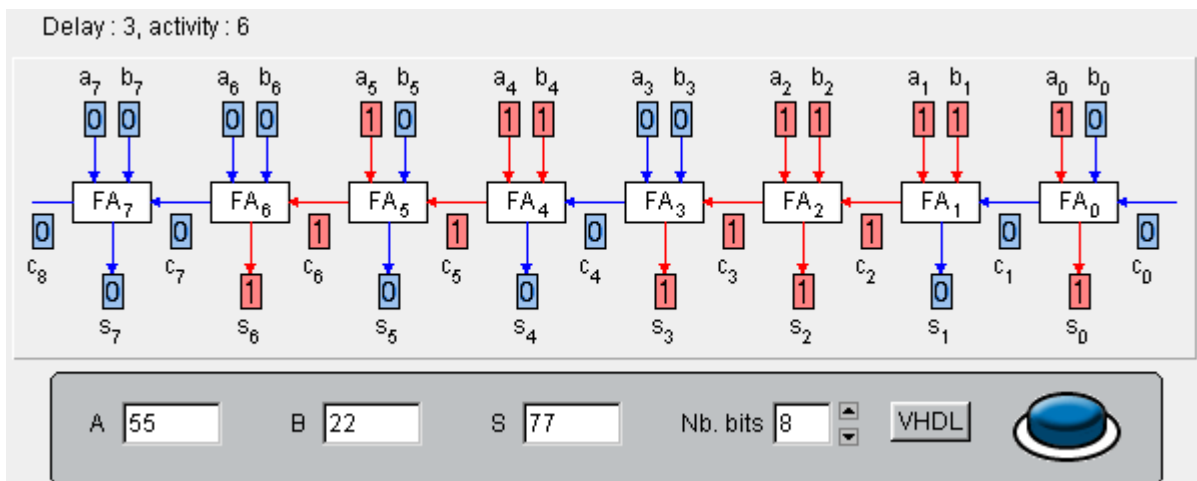 Delay : 3, activity : 6
a7 b7 a6 b6 a5 b5 a4 b4 a3 b3 a2 b2 a1 b1 a0 b0
0 0 0 0 1 0 1 1 0 0 1 1 1 1 1 0
FA7 FA6 FA5 FA4 FA3 FA2 FA1 FA0
0 0 1 1 0 1 1 0 0
c8 c7 c6 c5 c4 c3 c2 c1 c0
0 1 0 0 1 1 0 1
s7 s6 s5 s4 s3 s2 s1 s0
A 55 B 22 S 77 Nb. bits 8 VHDL